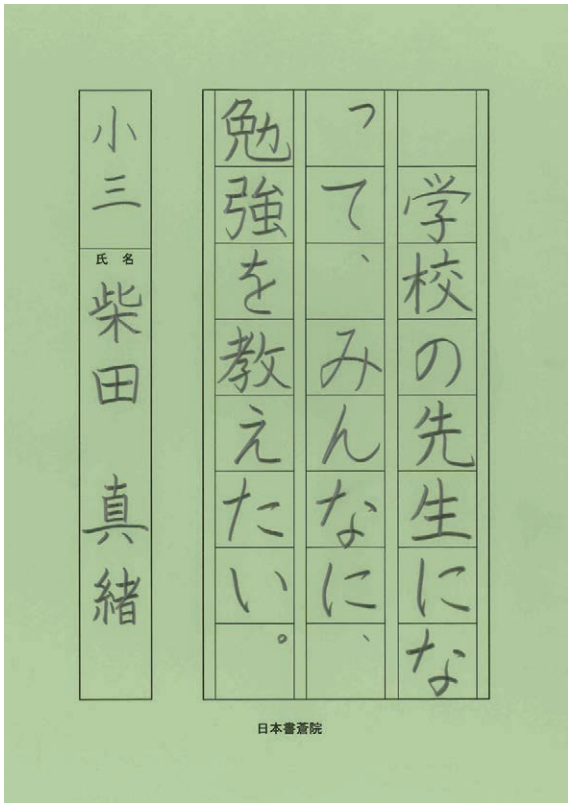 学校の先生にな
って、みんなに、
勉強を教えたい。
小三
氏名
柴田 真緒
日本書蒼院